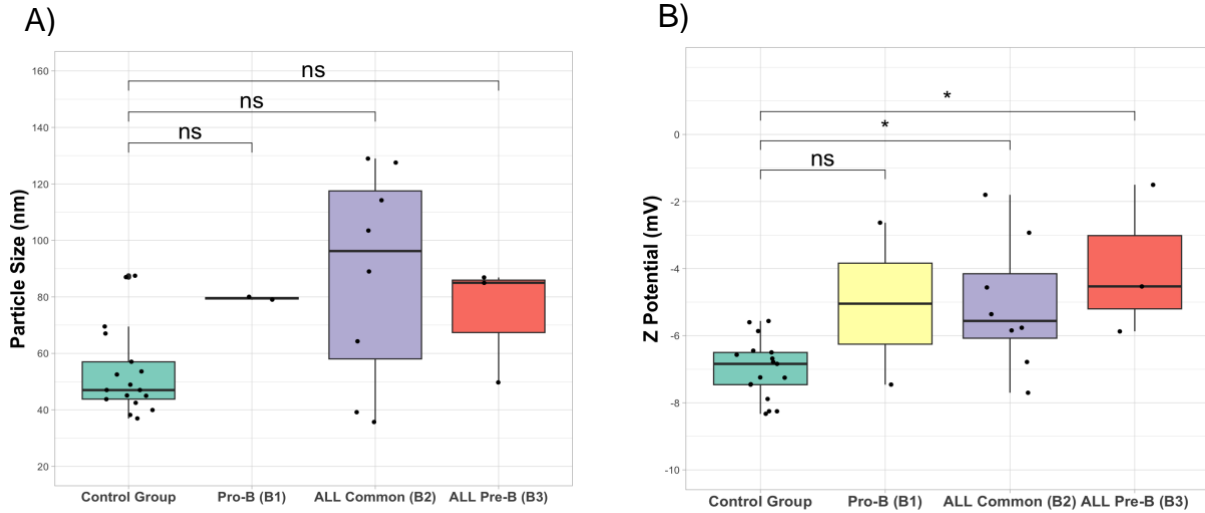 A)
Particle Size (nm)
160
140
120
100
80
60
40
20
ns
ns
ns
Control Group
Pro-B (B1)
ALL Common (B2)
ALL Pre-B (B3)
B)
Z Potential (mV)
0
-2
-4
-6
-8
-10
*
*
ns
Control Group
Pro-B (B1)
ALL Common (B2)
ALL Pre-B (B3)